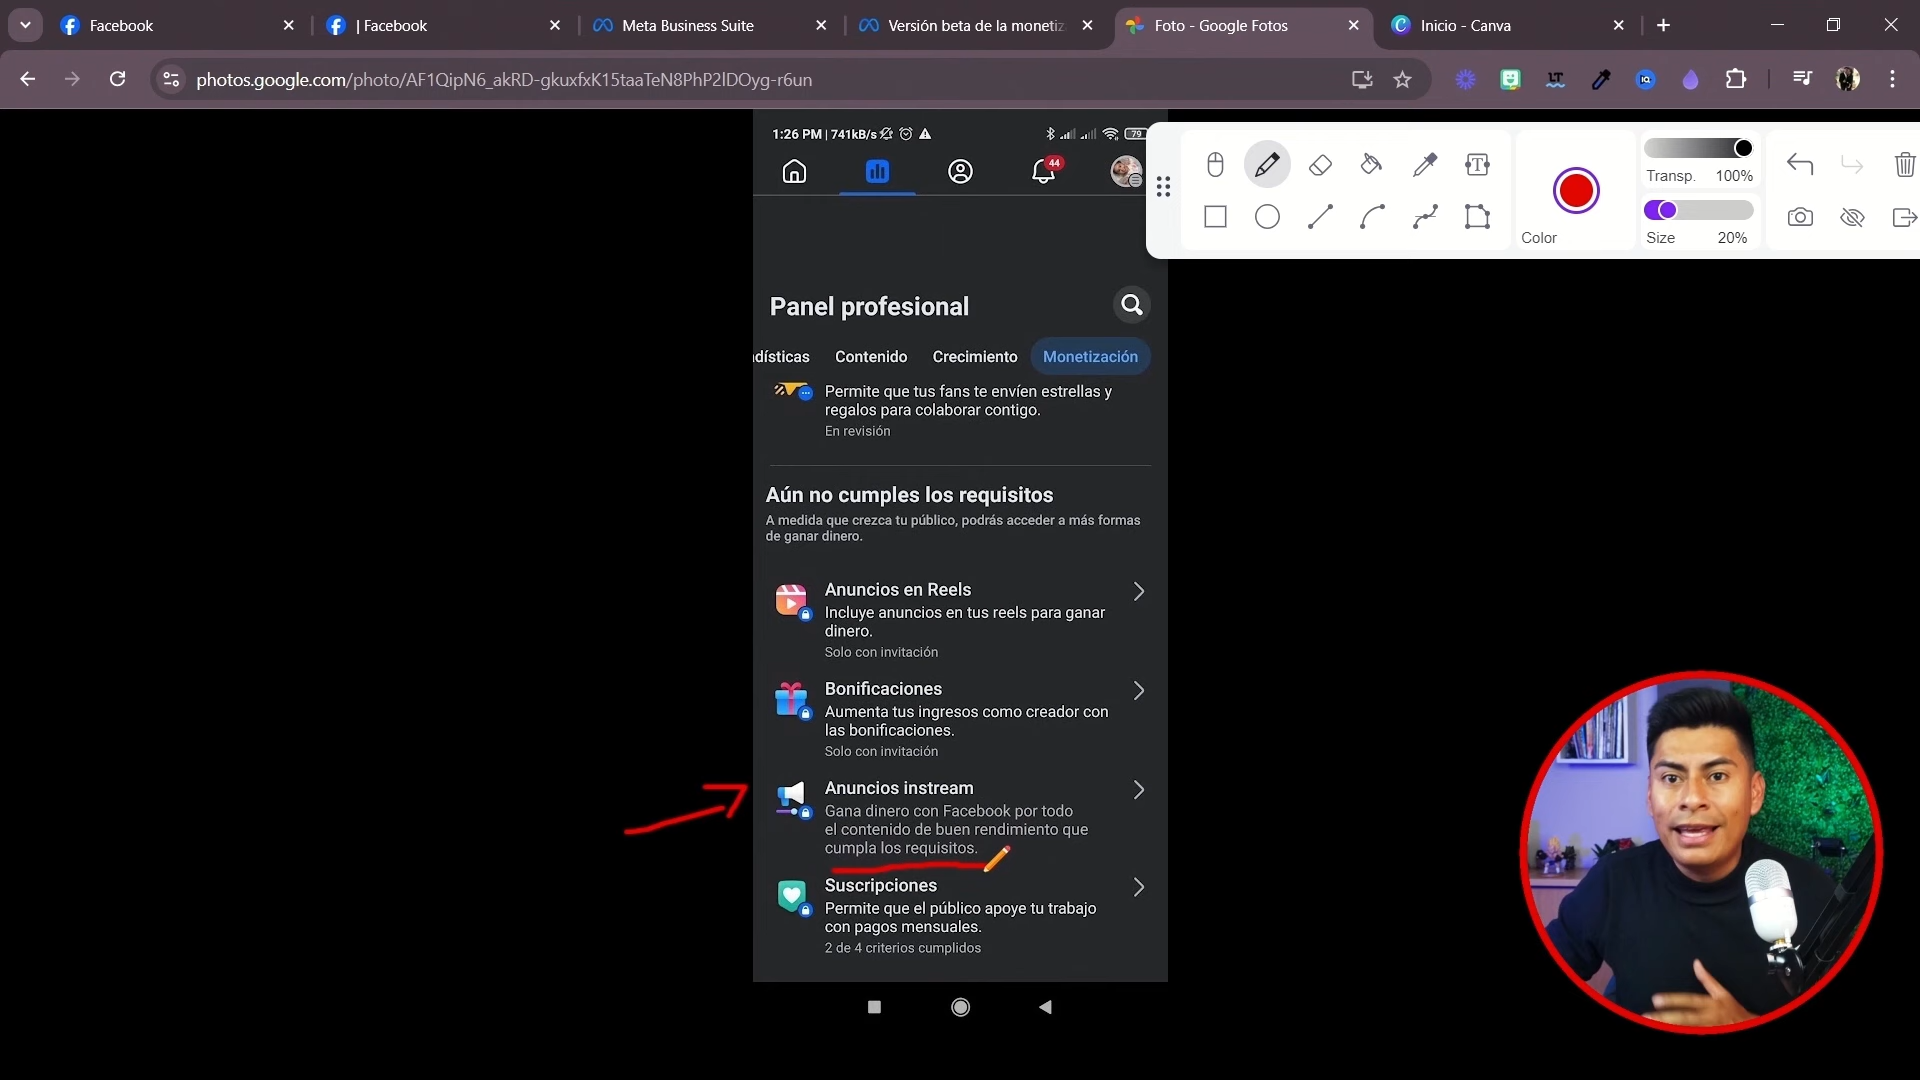 Facebook
| Facebook
Meta Business Suite
Versión beta de la monetiz
Foto - Google Fotos
Inicio - Canva
photos.google.com/photo/AF1QipN6_akRD-gkuxfxK15taaTeN8PhP2lDOyg-r6un
1:26 PM | 741kB/s
79
44
Transp. 100%
Color
Size 20%
Panel profesional
dísticas Contenido Crecimiento Monetización
Permite que tus fans te envíen estrellas y
regalos para colaborar contigo.
En revisión
Aún no cumples los requisitos
A medida que crezca tu público, podrás acceder a más formas
de ganar dinero.
Anuncios en Reels
Incluye anuncios en tus reels para ganar
dinero.
Solo con invitación
Bonificaciones
Aumenta tus ingresos como creador con
las bonificaciones.
Solo con invitación
Anuncios instream
Gana dinero con Facebook por todo
el contenido de buen rendimiento que
cumpla los requisitos.
Suscripciones
Permite que el público apoye tu trabajo
con pagos mensuales.
2 de 4 criterios cumplidos